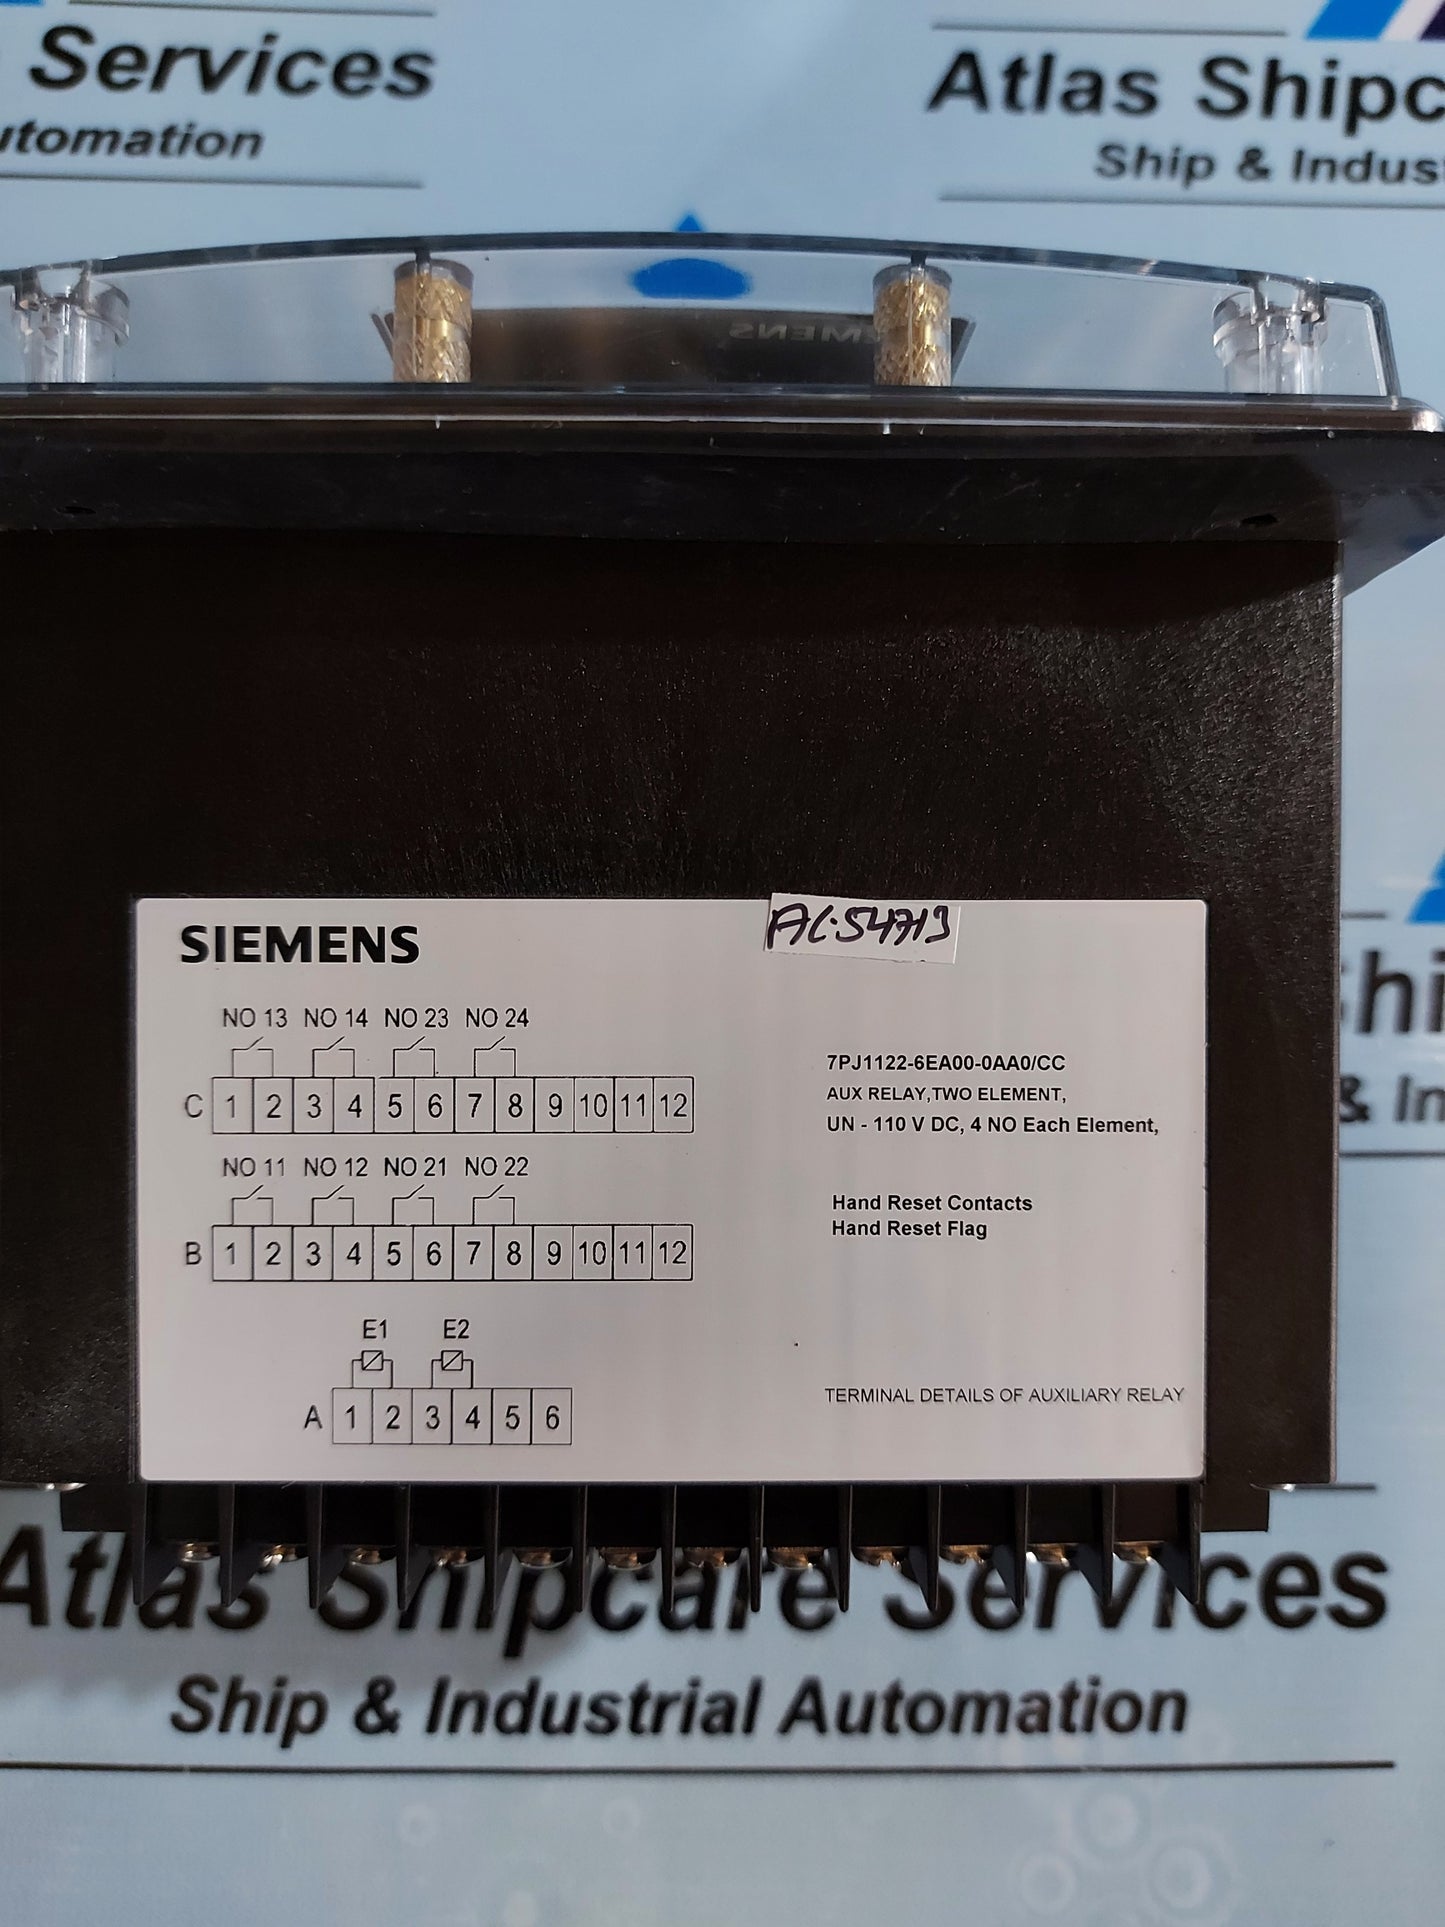 Services
Atlas Shipc
utomation
Ship & Indus
SIEMENS
SIEMENS
AC:54719
NO 13 NO 14 NO 23 NO 24
C 1 2 3 4 5 6 7 8 9 10 11 12
NO 11 NO 12 NO 21 NO 22
B 1 2 3 4 5 6 7 8 9 10 11 12
E1 E2
A 1 2 3 4 5 6
7PJ1122-6EA00-0AA0/CC
AUX RELAY,TWO ELEMENT,
UN - 110 V DC, 4 NO Each Element,
Hand Reset Contacts
Hand Reset Flag
TERMINAL DETAILS OF AUXILIARY RELAY
Shi
& In
Atlas Shipcare Services
Ship & Industrial Automation